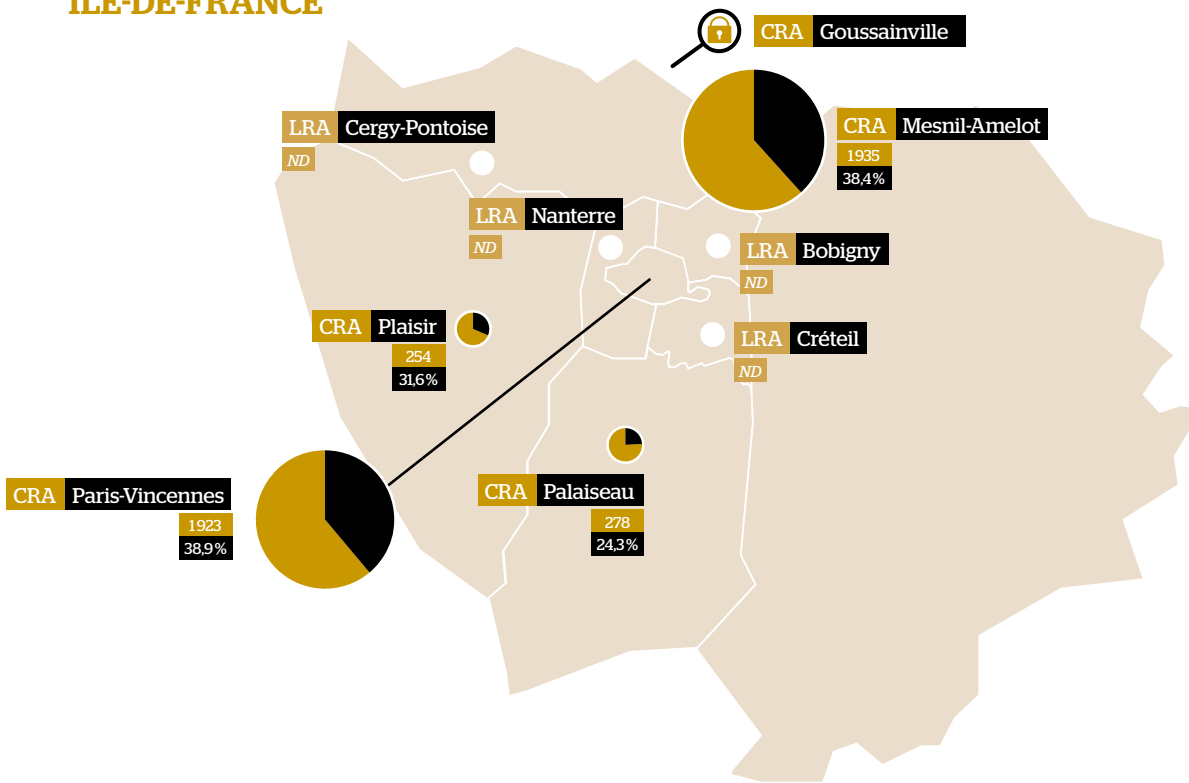 ÎLE-DE-FRANCE
CRA Goussainville
LRA Cergy-Pontoise
ND
CRA Mesnil-Amelot
1935
38,4%
LRA Nanterre
ND
LRA Bobigny
ND
CRA Plaisir
254
31,6%
LRA Créteil
ND
CRA Paris-Vincennes
1923
38,9%
CRA Palaiseau
278
24,3%